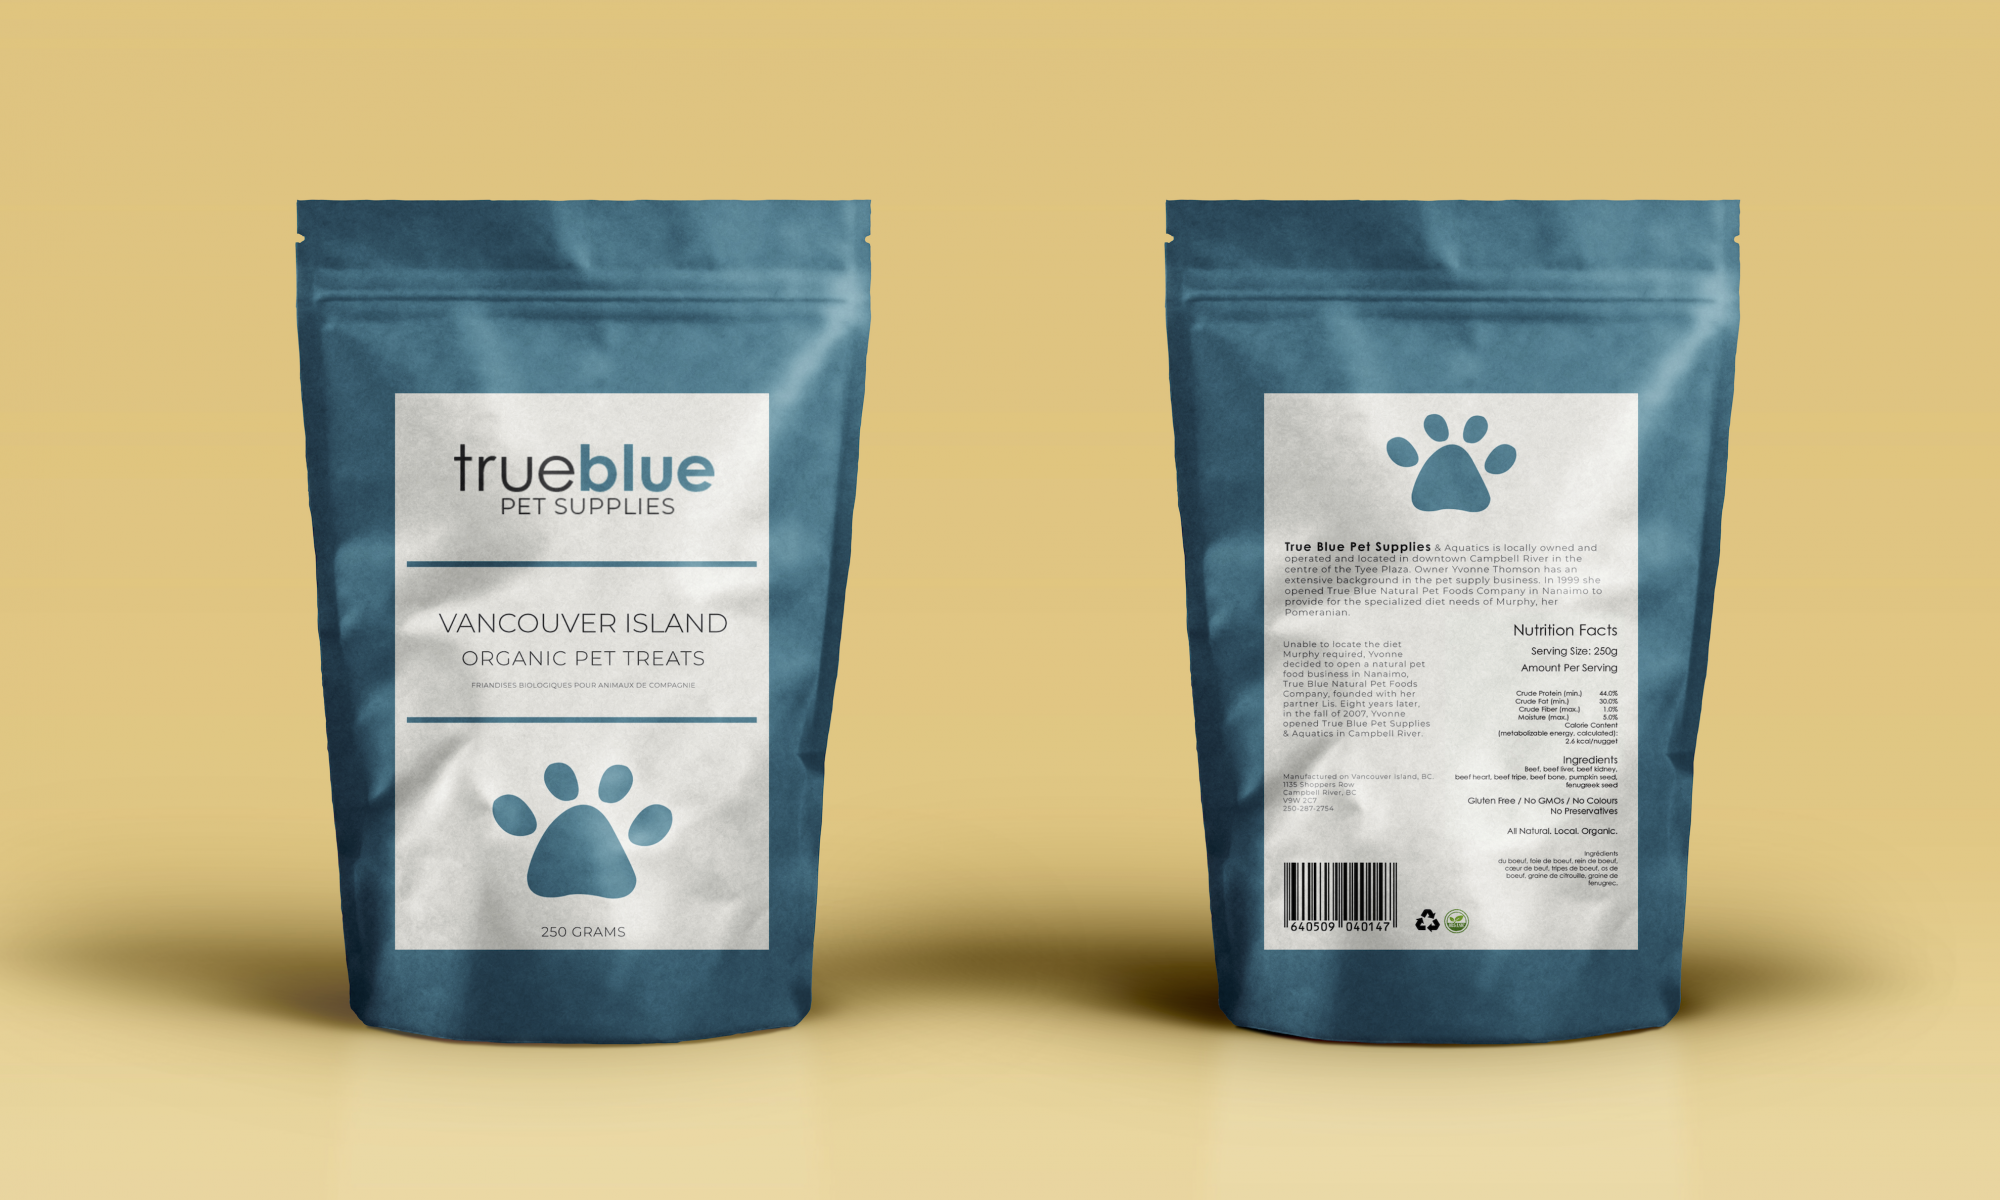 trueblue
PET SUPPLIES
VANCOUVER ISLAND
ORGANIC PET TREATS
FRIANDISES BIOLOGIQUES POUR ANIMAUX DE COMPAGNIE
250 GRAMS
True Blue Pet Supplies & Aquatics is locally owned and
operated and located in downtown Campbell River in the
centre of the Tyee Plaza. Owner Yvonne Thomson has an
extensive background in the pet supply business. In 1999 she
opened True Blue Natural Pet Foods Company in Nanaimo to
provide for the specialized diet needs of Murphy, her
Pomeranian.
Unable to locate the diet
Murphy required, Yvonne
decided to open a natural pet
food business in Nanaimo,
True Blue Natural Pet Foods
Company, founded with her
partner Lis. Eight years later,
in the fall of 2007, Yvonne
opened True Blue Pet Supplies
& Aquatics in Campbell River.
Manufactured on Vancouver Island, BC.
1135 Shoppers Row
Campbell River, BC
V9W 2C7
250-287-2754
640509 040147
Nutrition Facts
Serving Size: 250g
Amount Per Serving
Crude Protein (min.) 44.0%
Crude Fat (min.) 30.0%
Crude Fiber (max.) 1.0%
Moisture (max.) 5.0%
Calorie Content
(metabolizable energy, calculated):
2.6 kcal/nugget
Ingredients
Beef, beef liver, beef kidney,
beef heart, beef tripe, beef bone, pumpkin seed,
fenugreek seed
Gluten Free / No GMOs / No Colours
No Preservatives
All Natural. Local. Organic.
Ingrédients
du boeuf, foie de boeuf, rein de boeuf,
cœur de beuf, tripes de boeuf, os de
boeuf, graine de citrouille, graine de
fenugrec.